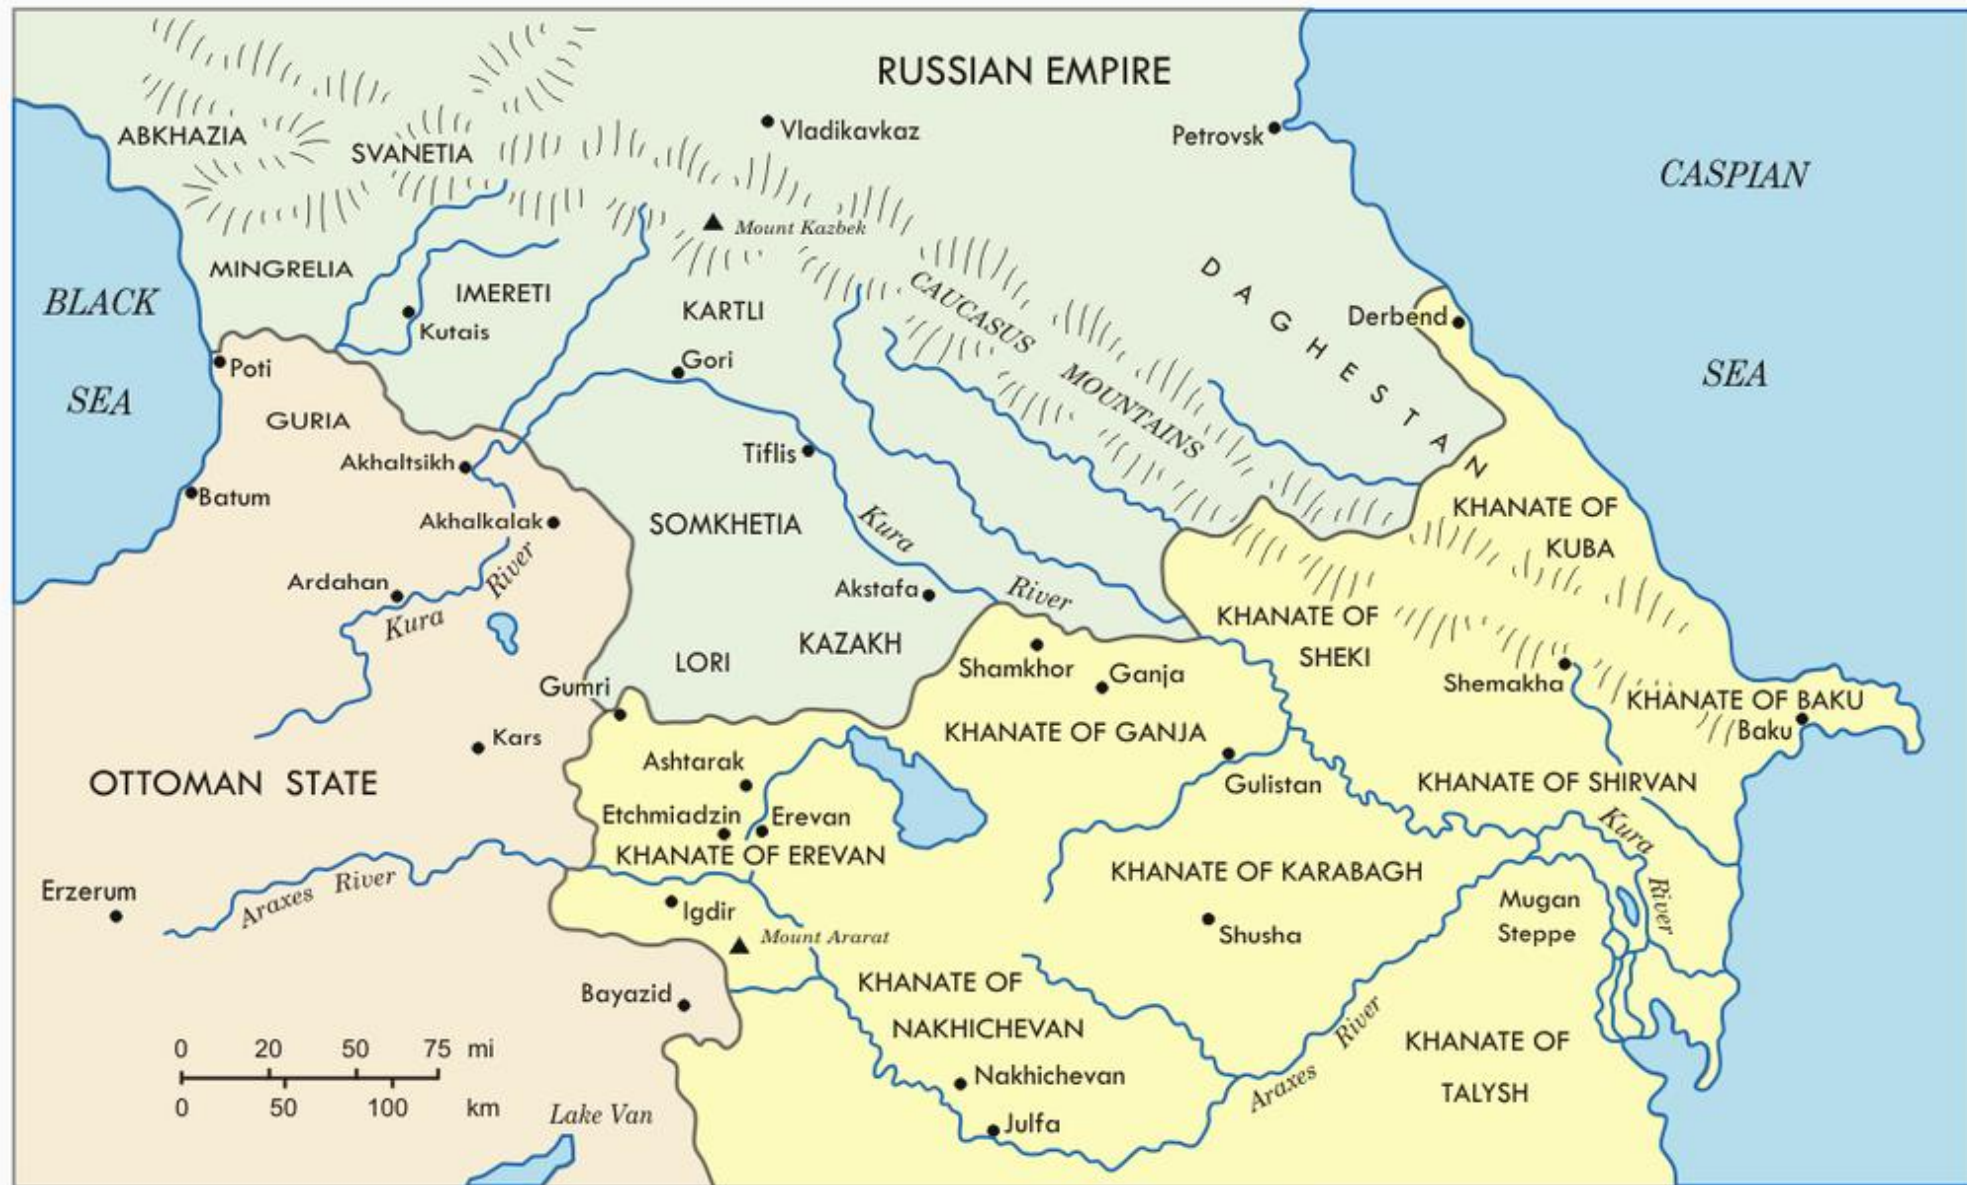 RUSSIAN EMPIRE
Vladikavkaz
Petrovsk
ABKHAZIA
SVANETIA
CASPIAN
SEA
Mount Kazbek
MINGRELIA
IMERETI
KARTLI
CAUCASUS
MOUNTAINS
DAGHESTAN
BLACK
SEA
Kutais
Derbend
Poti
Gori
GURIA
Akhaltsikh
Tiflis
Batum
Akhalkalak
SOMKHETIA
Kura
River
KHANATE OF
KUBA
Ardahan
Kura
River
Akstafa
KHANATE OF
SHEKI
LORI
KAZAKH
Shamkhor
Ganja
Gumri
Shemakha
KHANATE OF BAKU
Baku
Kars
KHANATE OF GANJA
Ashtarak
OTTOMAN STATE
Gulistan
KHANATE OF SHIRVAN
Etchmiadzin
Erevan
Kura
River
KHANATE OF EREVAN
KHANATE OF KARABAGH
Erzerum
Araxes River
Igdir
Mugan
Steppe
Mount Ararat
Shusha
KHANATE OF
NAKHICHEVAN
Bayazid
Araxes
River
KHANATE OF
TALYSH
Nakhichevan
Julfa
0 20 50 75 mi
0 50 100 km
Lake Van